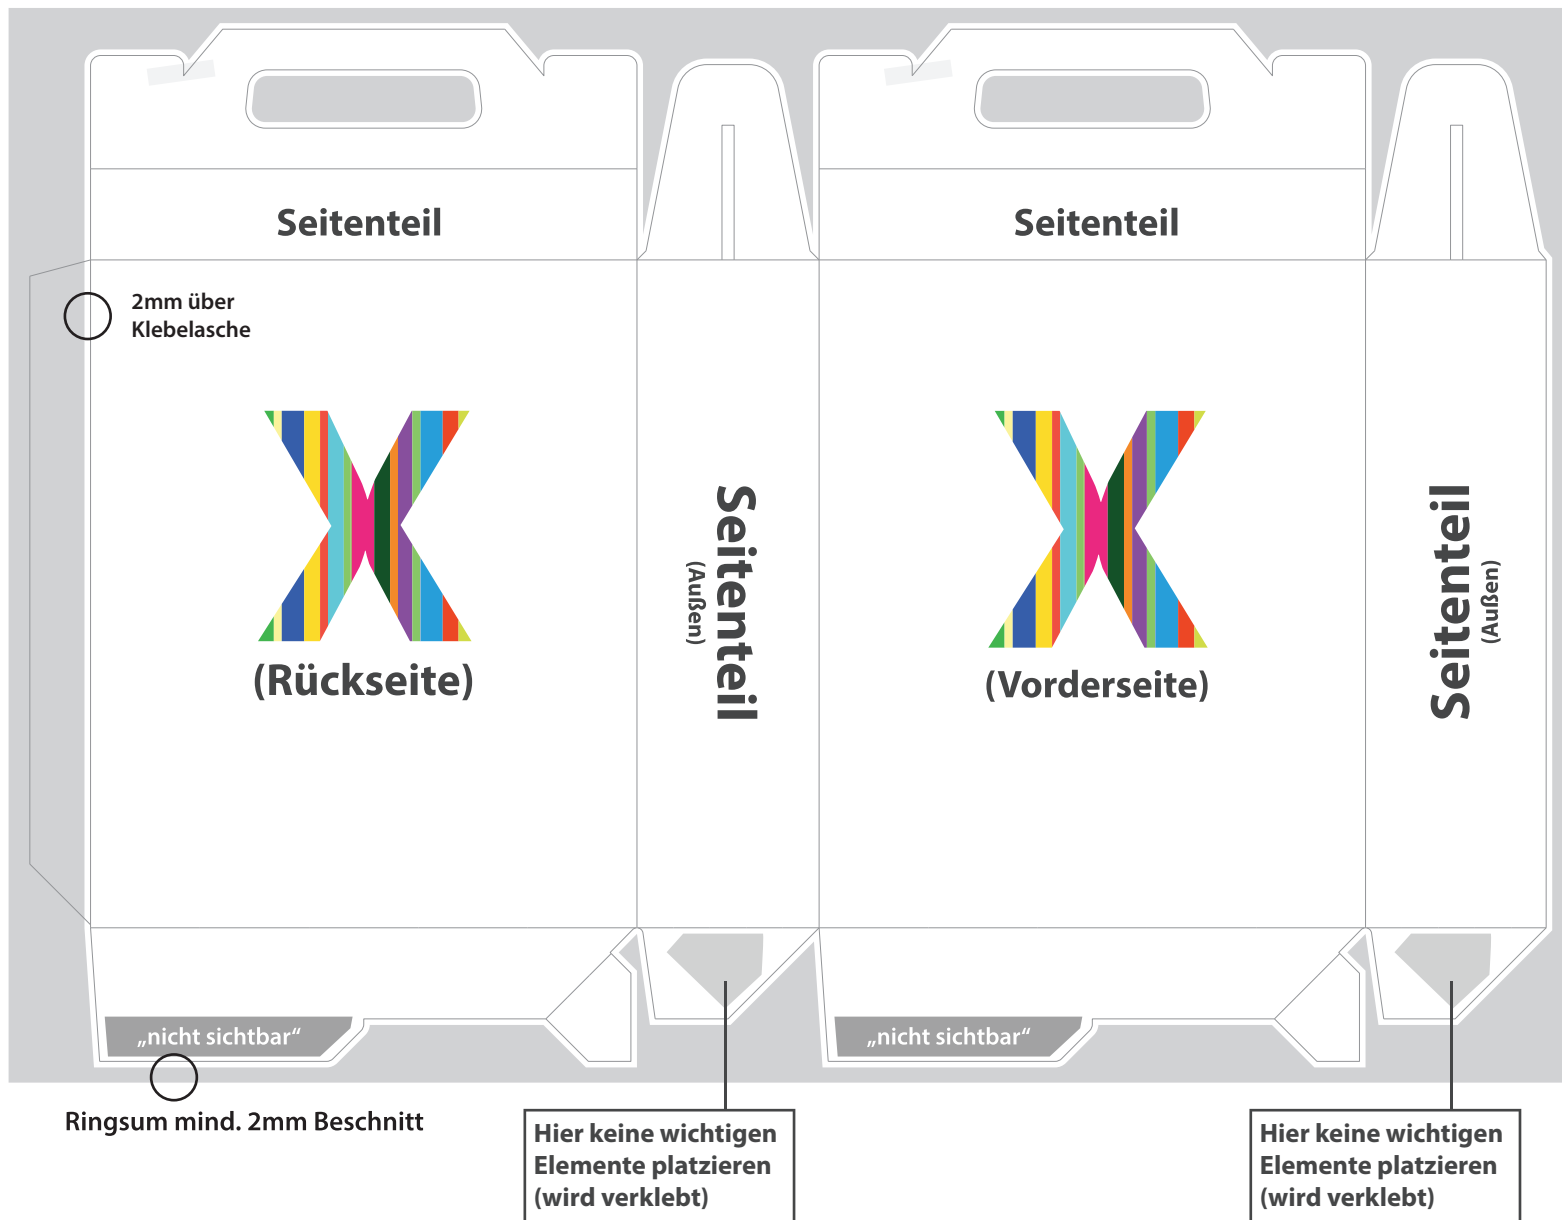 Seitenteil
Seitenteil
2mm über
Klebelasche
X
X
(Rückseite)
Seitenteil
(Außen)
(Vorderseite)
Seitenteil
(Außen)
„nicht sichtbar“
„nicht sichtbar“
Ringsum mind. 2mm Beschnitt
Hier keine wichtigen
Elemente platzieren
(wird verklebt)
Hier keine wichtigen
Elemente platzieren
(wird verklebt)